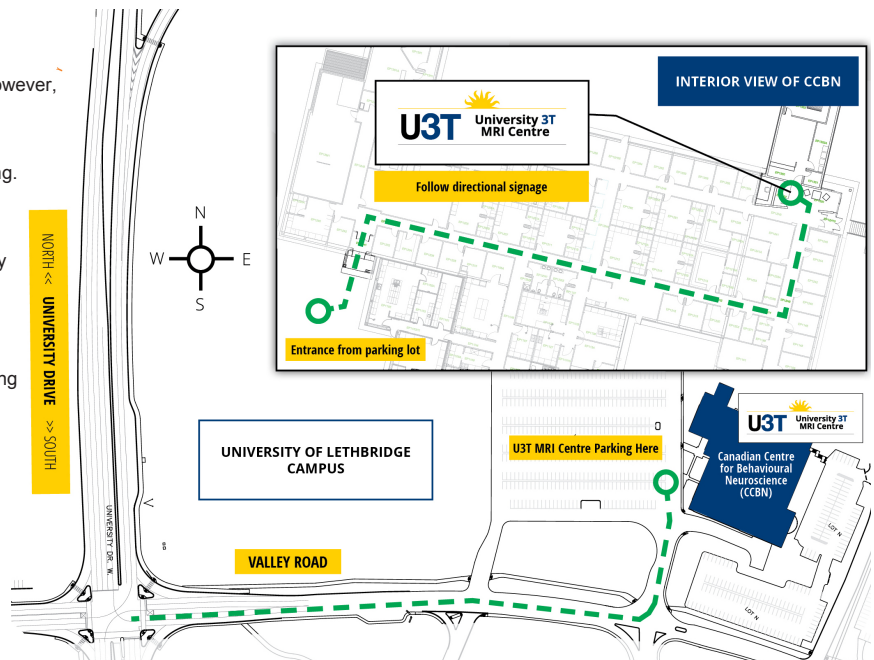 owever,
ng.
y
ng
NORTH << UNIVERSITY DRIVE >> SOUTH
N
W
E
S
UNIVERSITY DR. W.
INTERIOR VIEW OF CCBN
U3T University 3T
MRI Centre
Follow directional signage
Entrance from parking lot
UNIVERSITY OF LETHBRIDGE
CAMPUS
VALLEY ROAD
U3T MRI Centre Parking Here
U3T University 3T
MRI Centre
Canadian Centre
for Behavioural
Neuroscience
(CCBN)
LOT N
LOT N